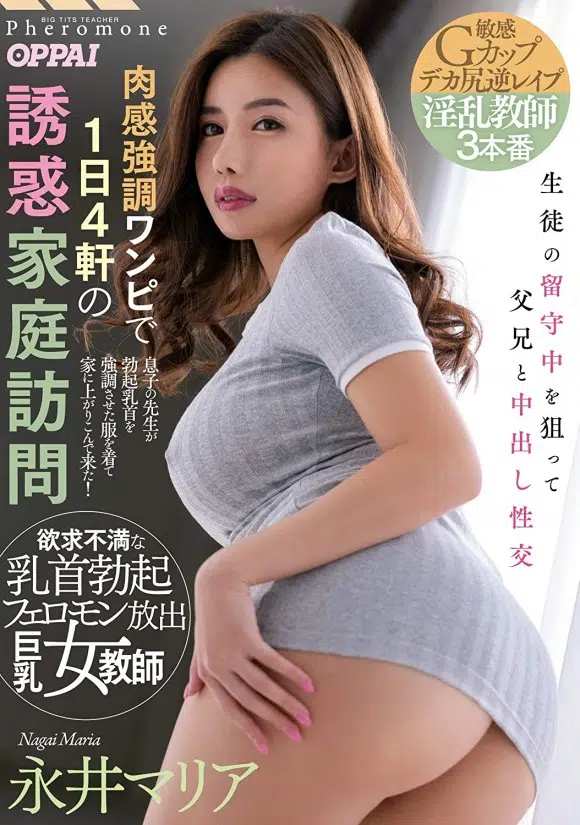 BIG TITS TEACHER
Pheromone
OPPAI
敏感
Gカップ
デカ尻逆レイプ
淫乱教師
3本番
肉感強調ワンピで
1日4軒の
誘惑家庭訪問
息子の先生が
勃起乳首を
強調させた服を着て
家に上がりこんで来た!
生徒の留守中を狙って
父兄と中出し性交
欲求不満な
乳首勃起
フェロモン放出
巨乳女教師
Nagai Maria
永井マリア